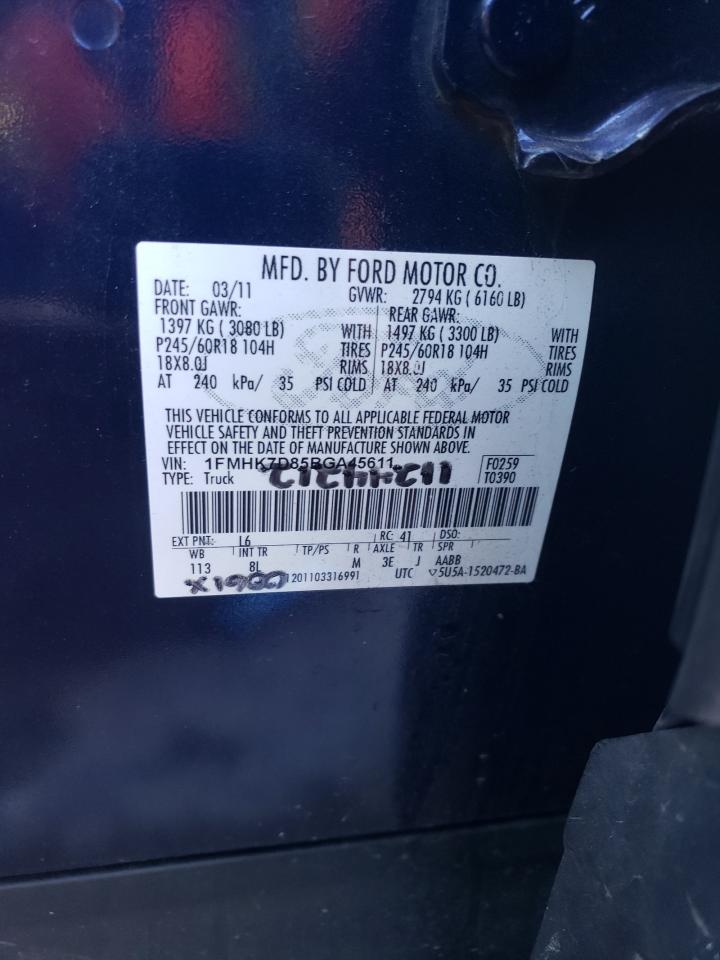 MFD. BY FORD MOTOR CO.
DATE: 03/11 GVWR: 2794 KG ( 6160 LB)
FRONT GAWR: REAR GAWR:
1397 KG ( 3080 LB) WITH 1497 KG ( 3300 LB) WITH
P245/60R18 104H TIRES P245/60R18 104H TIRES
18X8.0J RIMS 18X8.0J RIMS
AT 240 kPa/ 35 PSI COLD AT 240 kPa/ 35 PSI COLD
THIS VEHICLE CONFORMS TO ALL APPLICABLE FEDERAL MOTOR
VEHICLE SAFETY AND THEFT PREVENTION STANDARDS IN
EFFECT ON THE DATE OF MANUFACTURE SHOWN ABOVE.
VIN: 1FMHK7D85BGA45611 F0259
TYPE: Truck T0390
EXT PNT: L6 RC: 41 DSO:
WB INT TR TP/PS R AXLE TR SPR
113 8L M 3E J AABB
201103316991 UTC 5U5A-1520472-BA